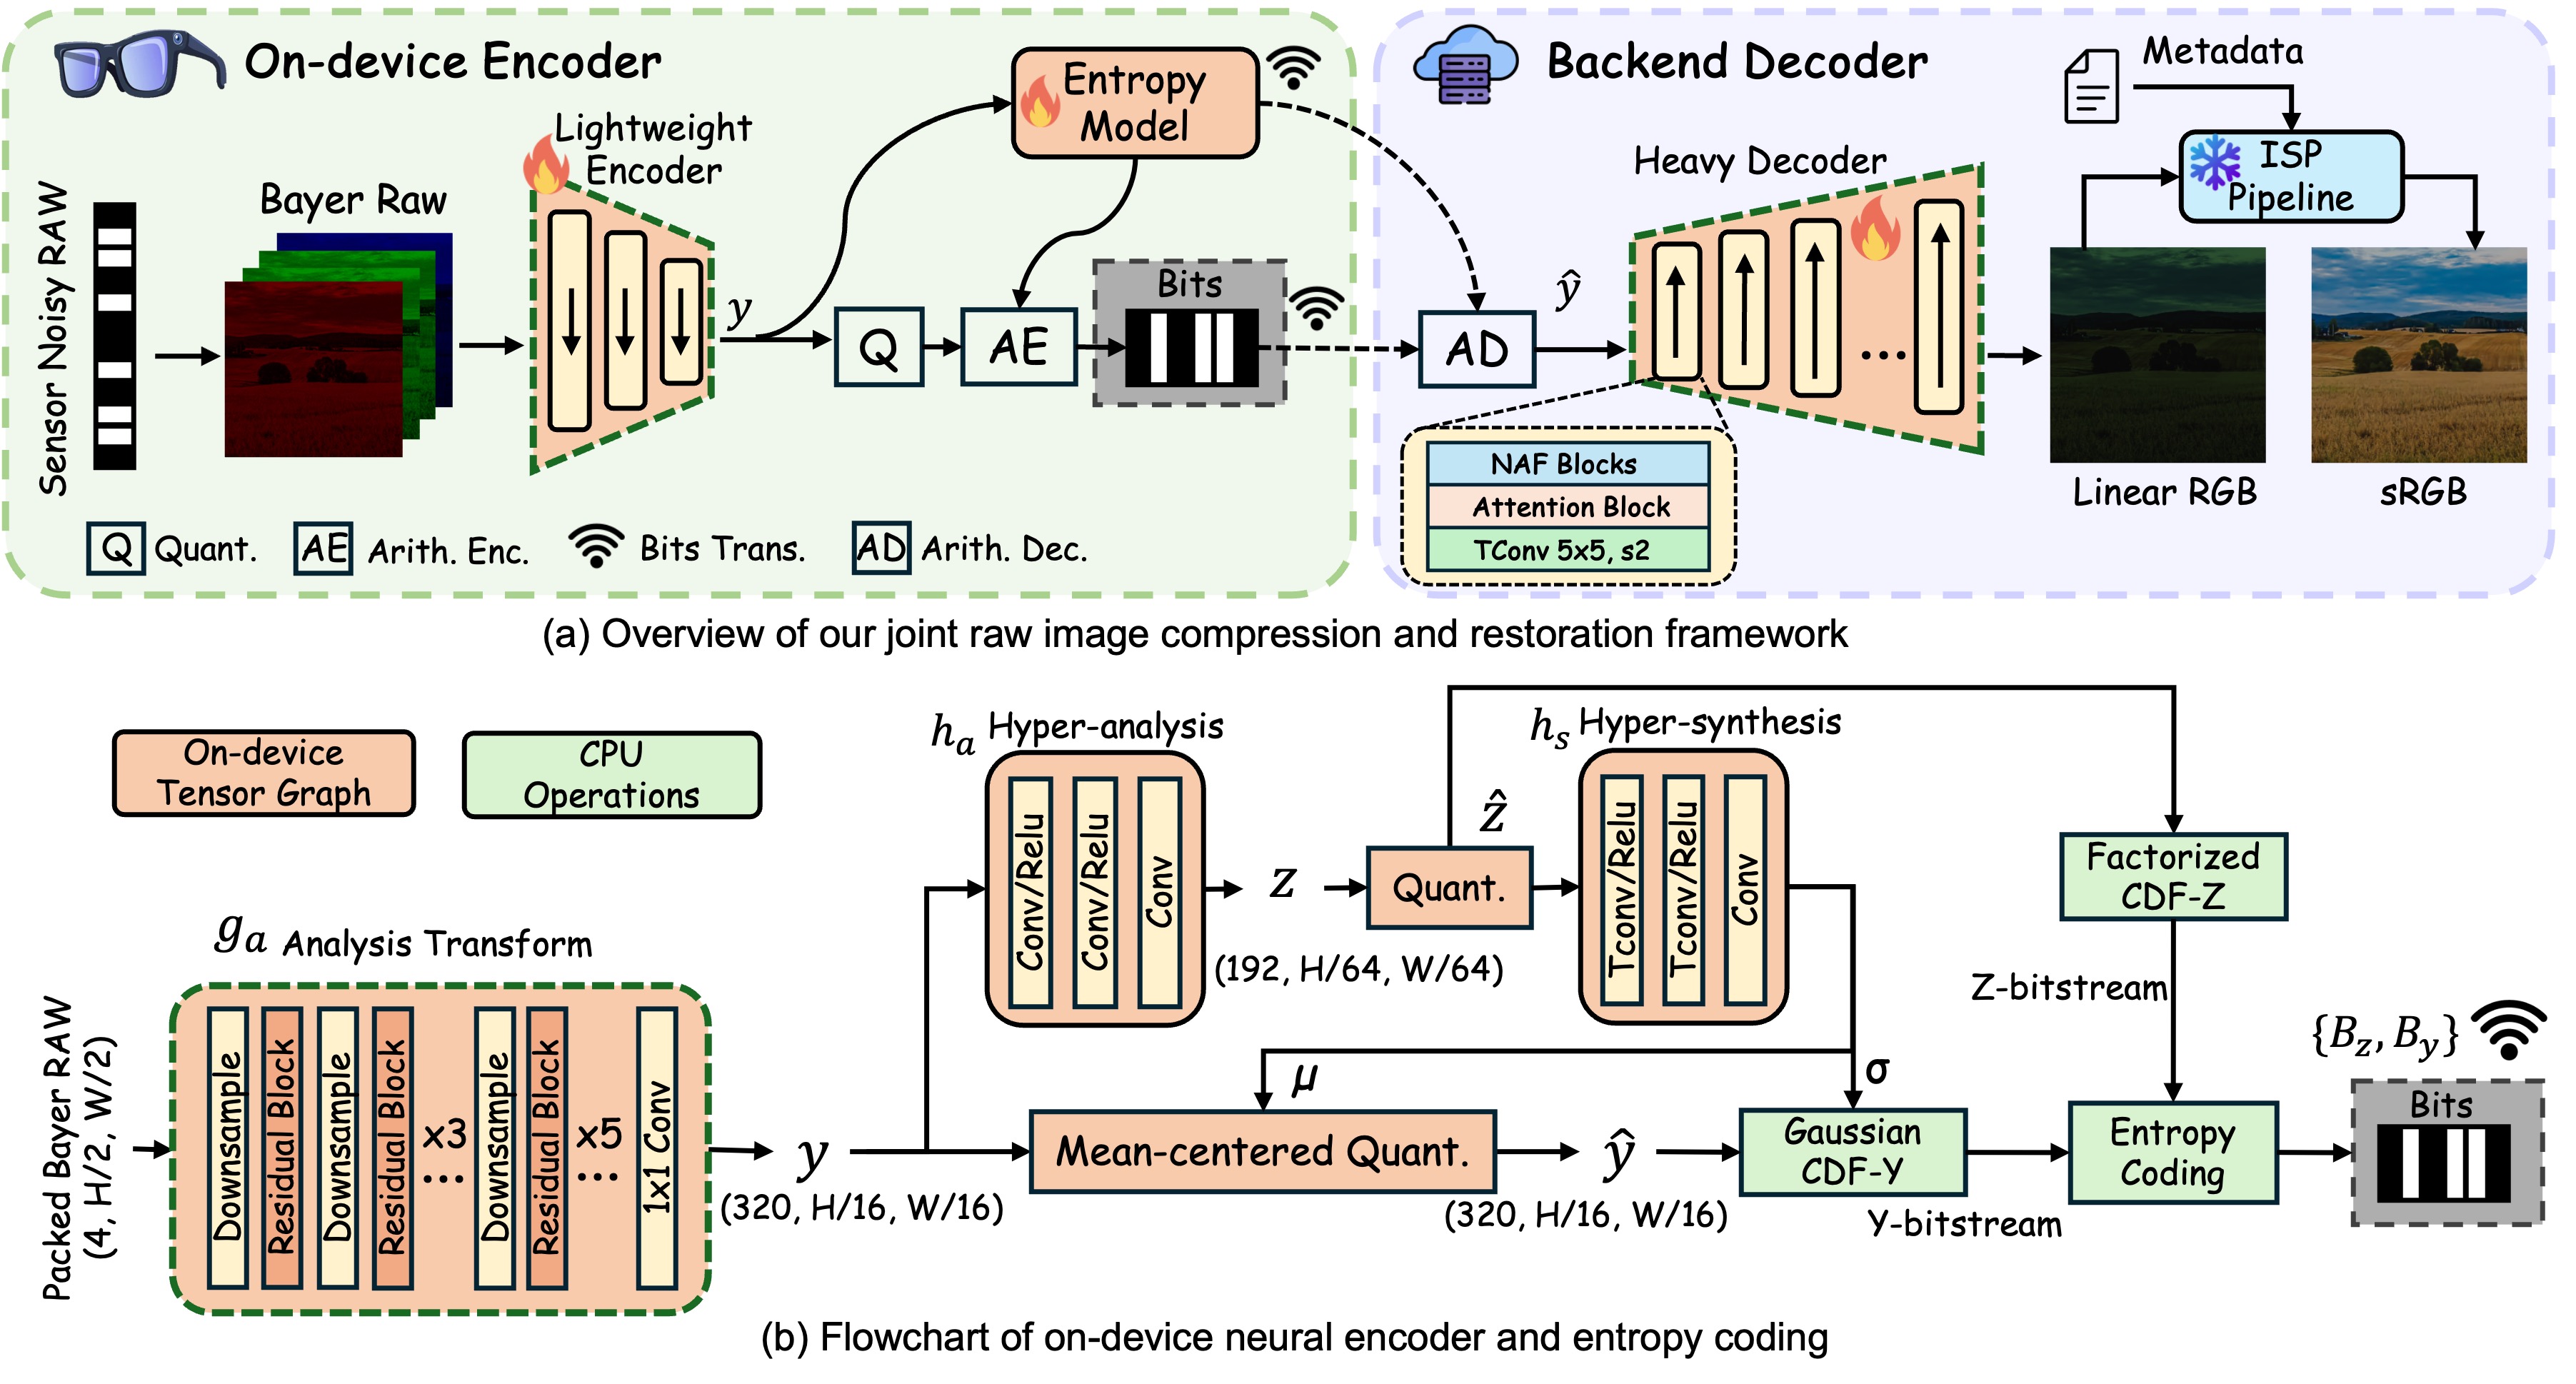 On-device Encoder
Backend Decoder
Metadata
Entropy
Model
Lightweight
Encoder
Heavy Decoder
ISP
Pipeline
Sensor Noisy RAW
Bayer Raw
y
Q
AE
Bits
AD
ŷ
...
NAF Blocks
Attention Block
TConv 5x5, s2
Linear RGB
sRGB
Q Quant.
AE Arith. Enc.
Bits Trans.
AD Arith. Dec.
(a) Overview of our joint raw image compression and restoration framework
On-device
Tensor Graph
CPU
Operations
hₐ Hyper-analysis
Conv/Relu
Conv/Relu
Conv
z
(192, H/64, W/64)
Quant.
ẑ
hₛ Hyper-synthesis
Tconv/Relu
Tconv/Relu
Conv
Factorized
CDF-Z
Z-bitstream
gₐ Analysis Transform
Packed Bayer RAW
(4, H/2, W/2)
Downsample
Residual Block
Downsample
Residual Block
x3
...
Downsample
Residual Block
x5
...
1x1 Conv
y
(320, H/16, W/16)
μ
σ
Mean-centered Quant.
ŷ
(320, H/16, W/16)
Gaussian
CDF-Y
Y-bitstream
Entropy
Coding
{B_z, B_y}
Bits
(b) Flowchart of on-device neural encoder and entropy coding